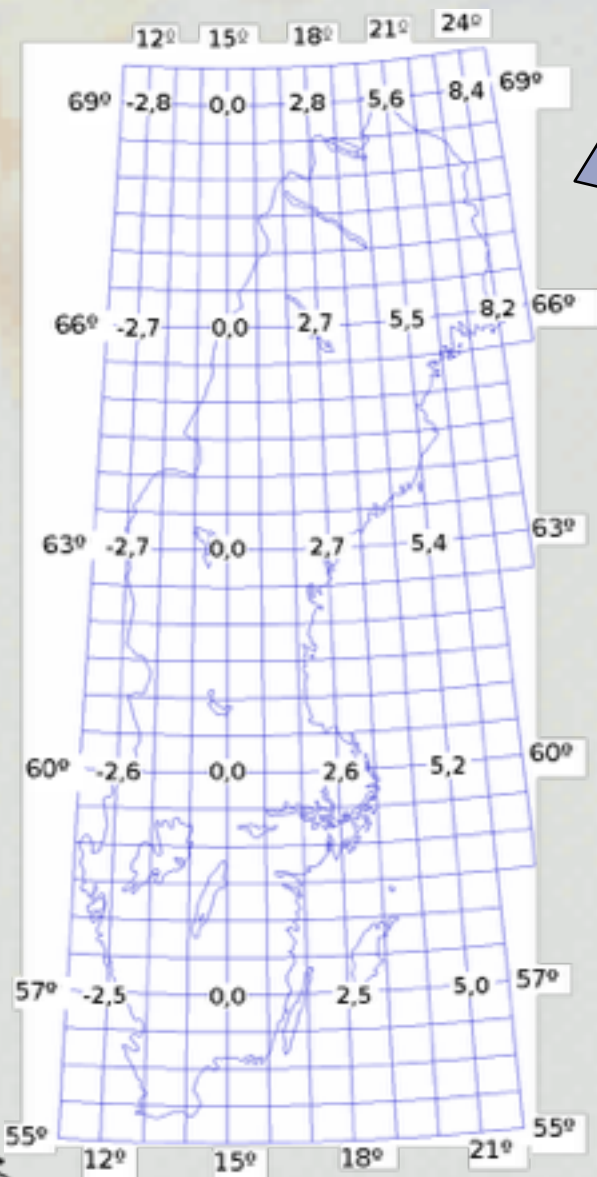 12º 15º 18º 21º 24º
69º -2,8 0,0 2,8 5,6 8,4 69º
66º -2,7 0,0 2,7 5,5 8,2 66º
63º -2,7 0,0 2,7 5,4 63º
60º -2,6 0,0 2,6 5,2 60º
57º -2,5 0,0 2,5 5,0 57º
55º 55º
12º 15º 18º 21º